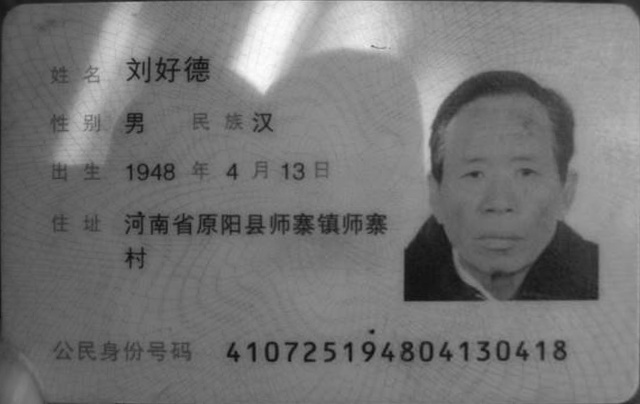 姓名 刘好德
性别 男 民族 汉
出生 1948 年 4 月 13 日
住址 河南省原阳县师寨镇师寨
村
公民身份号码 410725194804130418